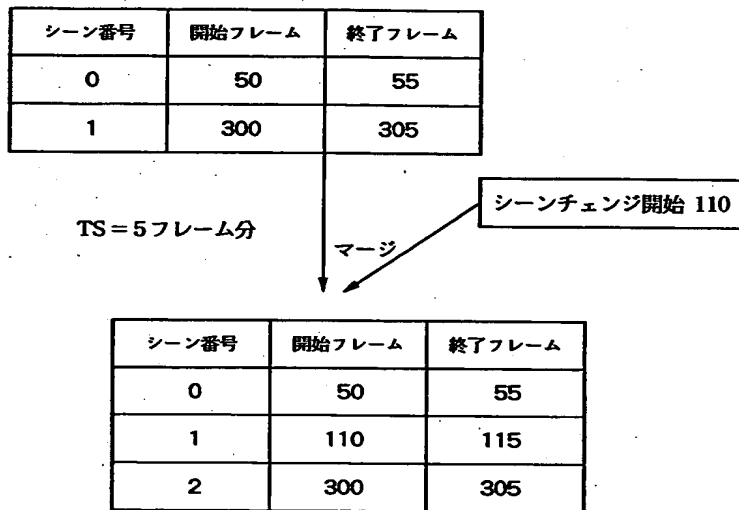 シーン番号 開始フレーム 終了フレーム
0 50 55
1 300 305
シーンチェンジ開始 110
TS=5フレーム分
マージ
シーン番号 開始フレーム 終了フレーム
0 50 55
1 110 115
2 300 305